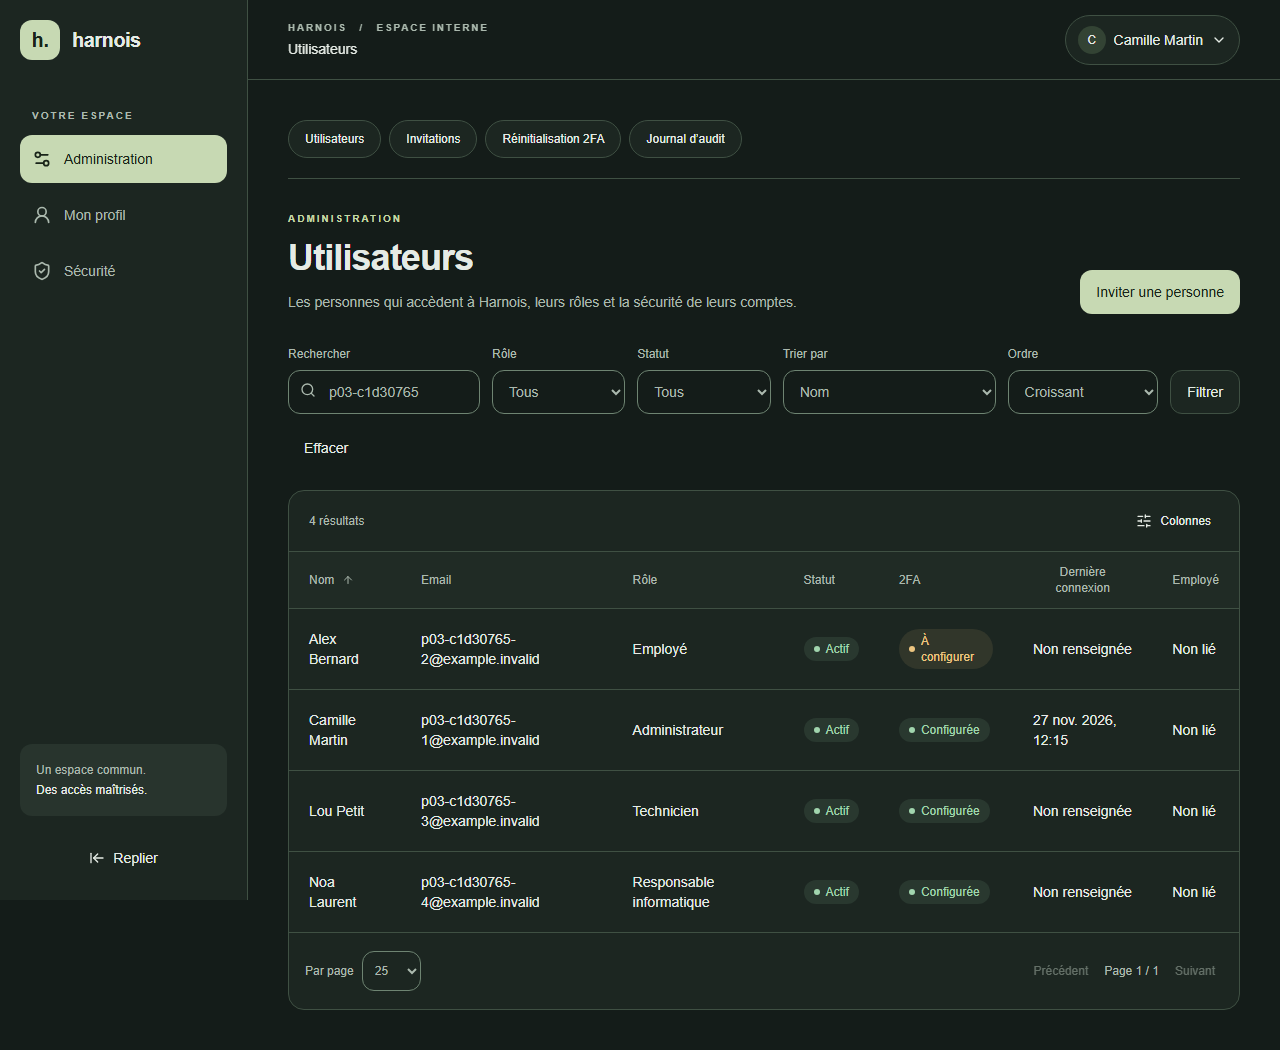 h. harnois
HARNOIS / ESPACE INTERNE
Utilisateurs
C Camille Martin
VOTRE ESPACE
Administration
Mon profil
Sécurité
Un espace commun.
Des accès maîtrisés.
Replier
Utilisateurs Invitations Réinitialisation 2FA Journal d'audit
ADMINISTRATION
Utilisateurs
Les personnes qui accèdent à Harnois, leurs rôles et la sécurité de leurs comptes.
Inviter une personne
Rechercher Rôle Statut Trier par Ordre
p03-c1d30765 Tous Tous Nom Croissant Filtrer
Effacer
4 résultats Colonnes
Nom Email Rôle Statut 2FA Dernière connexion Employé
Alex Bernard p03-c1d30765-2@example.invalid Employé Actif À configurer Non renseignée Non lié
Camille Martin p03-c1d30765-1@example.invalid Administrateur Actif Configurée 27 nov. 2026, 12:15 Non lié
Lou Petit p03-c1d30765-3@example.invalid Technicien Actif Configurée Non renseignée Non lié
Noa Laurent p03-c1d30765-4@example.invalid Responsable informatique Actif Configurée Non renseignée Non lié
Par page 25 Précédent Page 1 / 1 Suivant